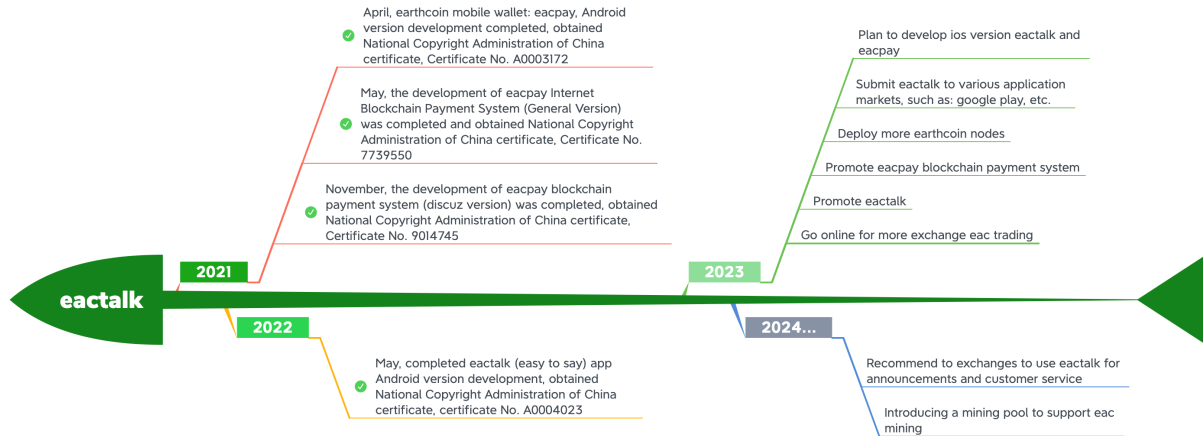 April, earthcoin mobile wallet: eacpay, Android
version development completed, obtained
National Copyright Administration of China
certificate, Certificate No. A0003172
May, the development of eacpay Internet
Blockchain Payment System (General Version)
was completed and obtained National Copyright
Administration of China certificate, Certificate No.
7739550
November, the development of eacpay blockchain
payment system (discuz version) was completed, obtained
National Copyright Administration of China certificate,
Certificate No. 9014745
2021
Plan to develop ios version eactalk and
eacpay
Submit eactalk to various application
markets, such as: google play, etc.
Deploy more earthcoin nodes
Promote eacpay blockchain payment system
Promote eactalk
Go online for more exchange eac trading
2023
eactalk
2022
May, completed eactalk (easy to say) app
Android version development, obtained
National Copyright Administration of China
certificate, certificate No. A0004023
2024...
Recommend to exchanges to use eactalk for
announcements and customer service
Introducing a mining pool to support eac
mining